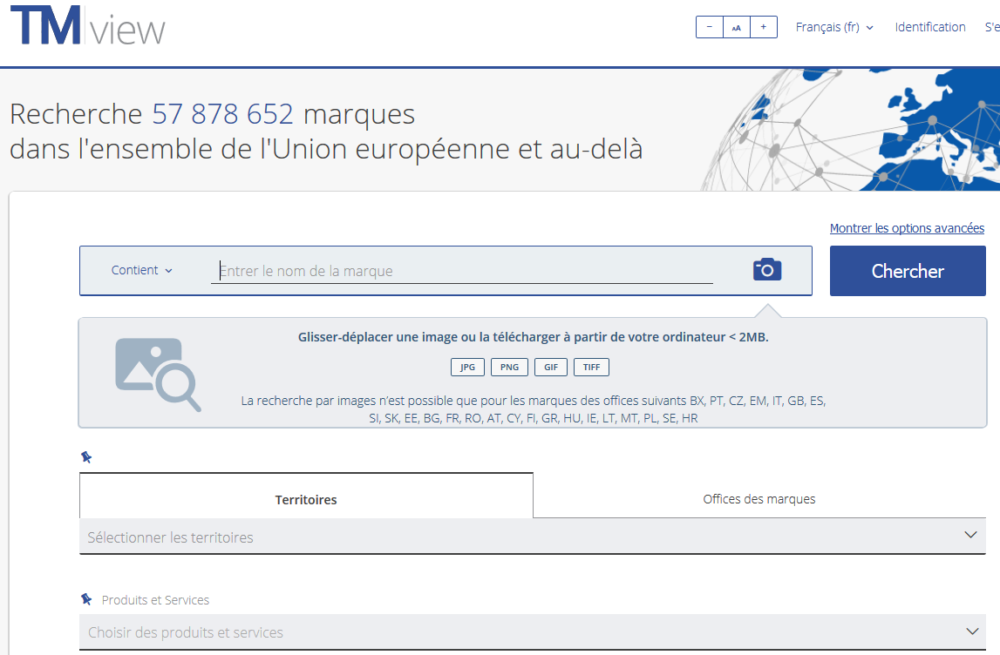 TM view
− AA +
Français (fr)
Identification
S'e
Recherche 57 878 652 marques
dans l'ensemble de l'Union européenne et au-delà
Montrer les options avancées
Contient
Entrer le nom de la marque
Chercher
Glisser-déplacer une image ou la télécharger à partir de votre ordinateur < 2MB.
JPG PNG GIF TIFF
La recherche par images n'est possible que pour les marques des offices suivants BX, PT, CZ, EM, IT, GB, ES,
SI, SK, EE, BG, FR, RO, AT, CY, FI, GR, HU, IE, LT, MT, PL, SE, HR
Territoires
Offices des marques
Sélectionner les territoires
Produits et Services
Choisir des produits et services